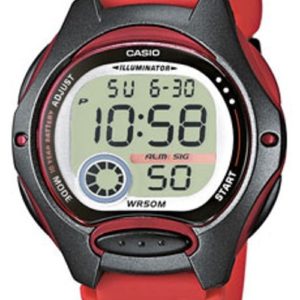 CASIO
ILLUMINATOR
ADJUST
10 YEAR BATTERY
MODE
START
SU 6-30
P 10:58
ALM SIG
50
WR50M